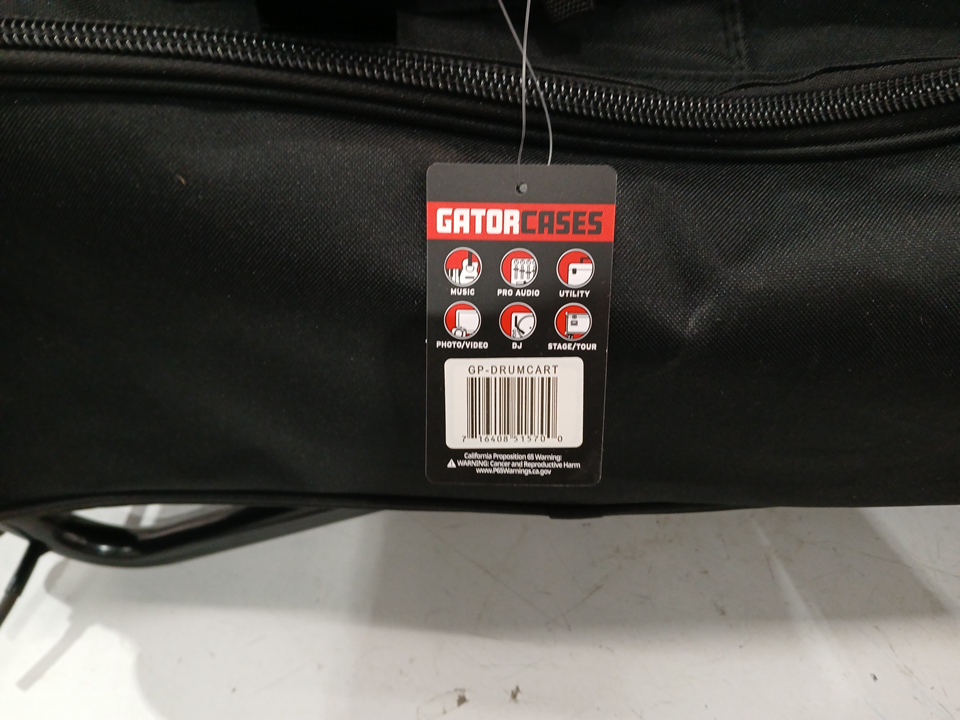 GATORCASES
MUSIC PRO AUDIO UTILITY
PHOTO/VIDEO DJ STAGE/TOUR
GP-DRUMCART
7 16408 51570 0
California Proposition 65 Warning:
WARNING: Cancer and Reproductive Harm
www.P65Warnings.ca.gov